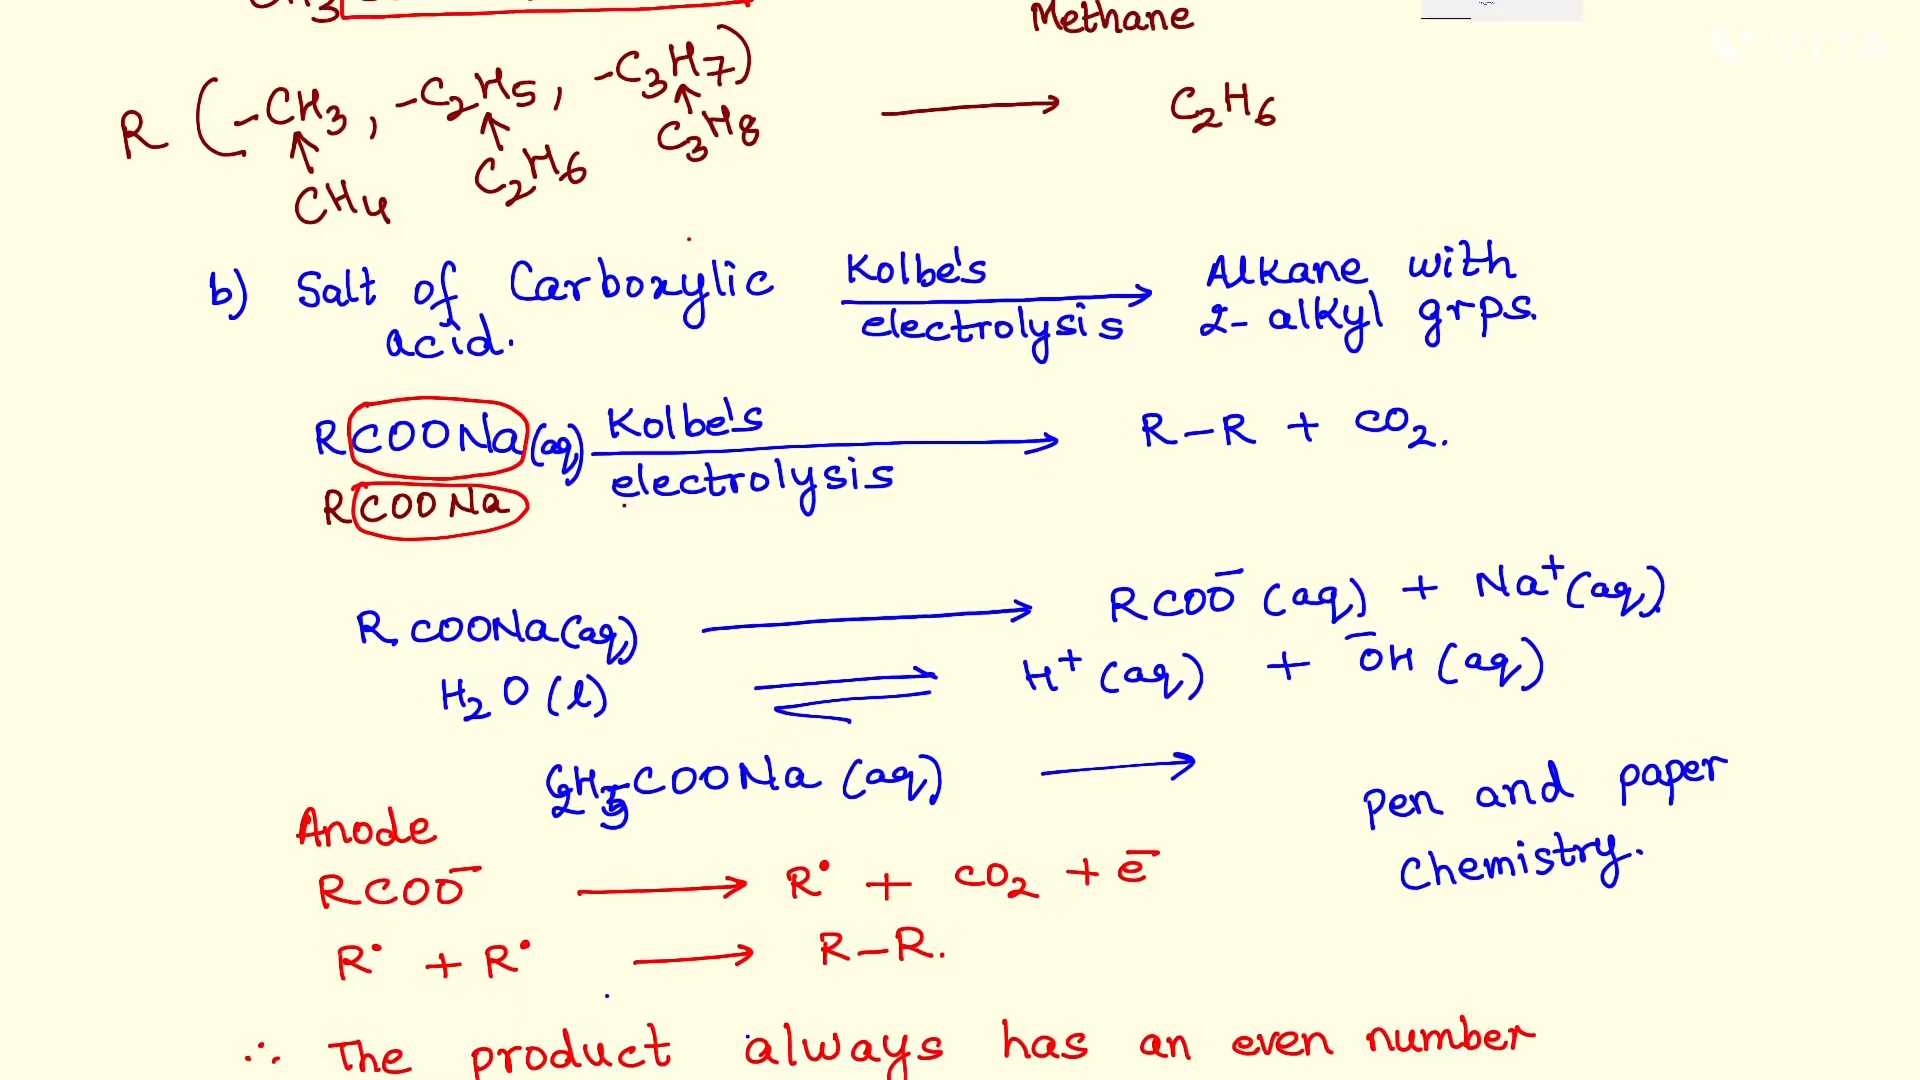 Methane
VITA
R (-CH3, -C2H5, -C3H7) ⟶ C2H6
↑ ↑ ↑
CH4 C2H6 C3H8
b) Salt of Carboxylic acid. Kolbe's electrolysis ⟶ Alkane with 2-alkyl grps.
RCOONa(aq) Kolbe's electrolysis ⟶ R-R + CO2.
RCOONa
R.COONa(aq) ⟶ RCOO⁻ (aq) + Na⁺(aq)
H2O (l) ⇌ H⁺ (aq) + ⁻OH (aq)
C2H5COONa (aq) ⟶
Pen and paper
Chemistry.
Anode
RCOO⁻ ⟶ R• + CO2 + e⁻
R• + R• ⟶ R-R.
∴ The product always has an even number